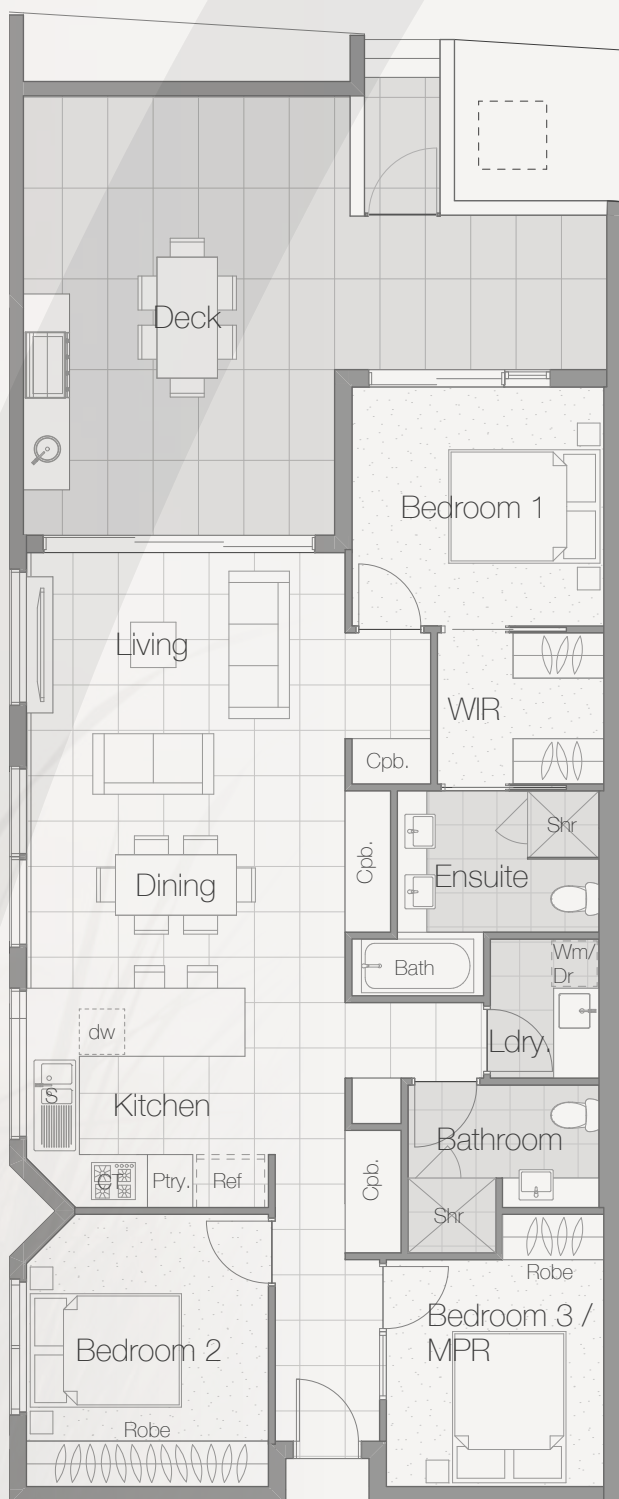 Deck
Bedroom 1
Living
WIR
Cpb.
Shr
Cpb.
Ensuite
Dining
Wm/
Dr
Bath
dw
Ldry.
S
Kitchen
Bathroom
CT
Ptry.
Ref
Cpb.
Shr
Robe
Bedroom 3 /
MPR
Bedroom 2
Robe